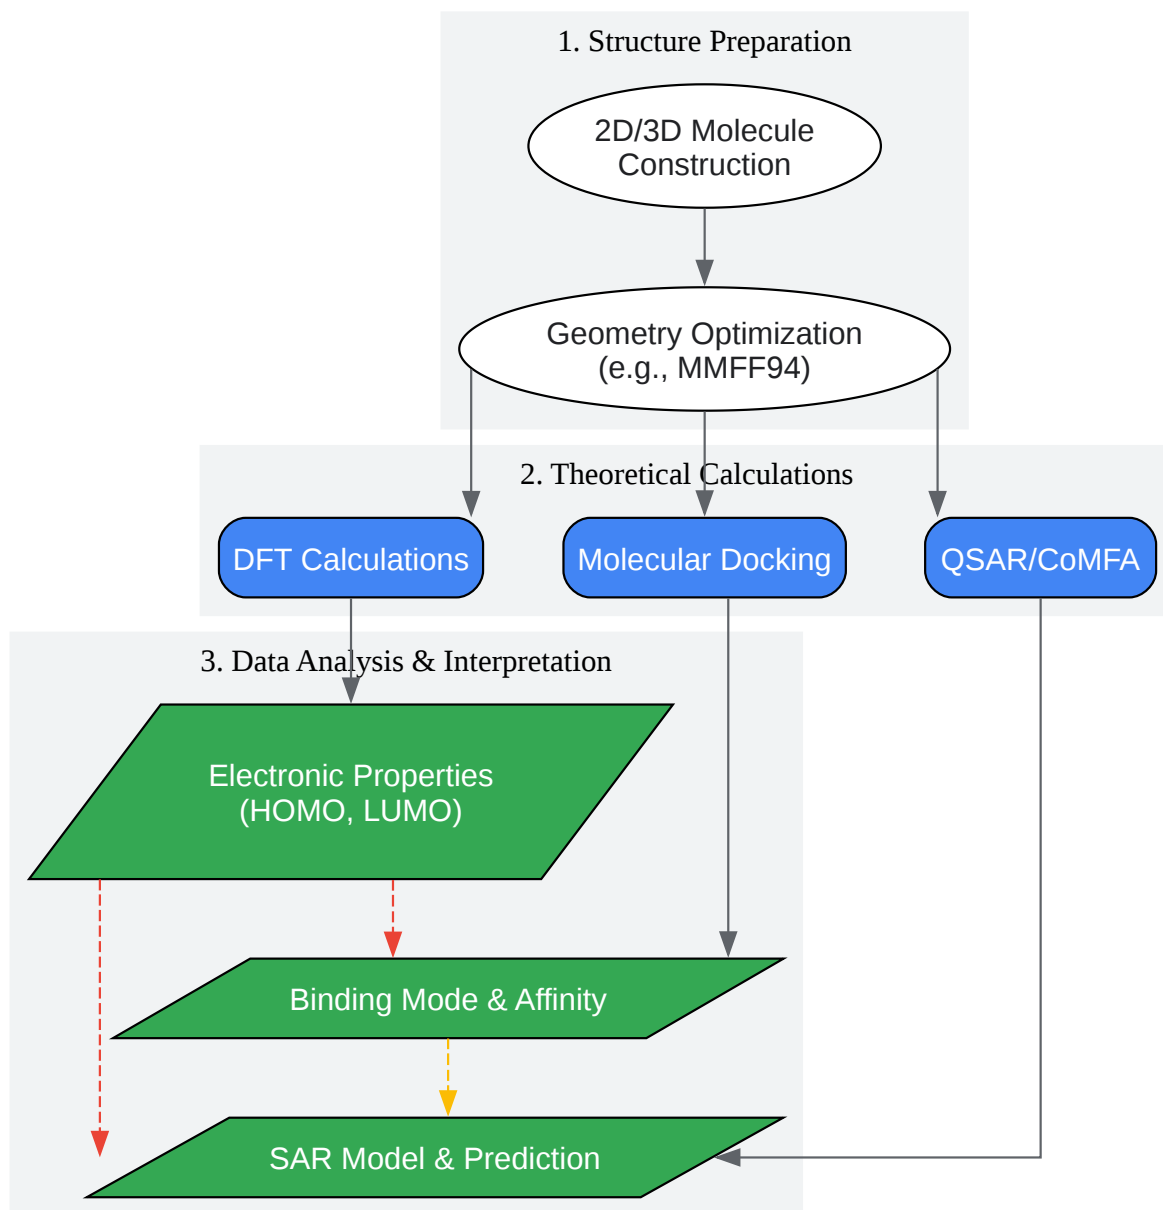 1. Structure Preparation
2D/3D Molecule
Construction
Geometry Optimization
(e.g., MMFF94)
2. Theoretical Calculations
DFT Calculations
Molecular Docking
QSAR/CoMFA
3. Data Analysis & Interpretation
Electronic Properties
(HOMO, LUMO)
Binding Mode & Affinity
SAR Model & Prediction